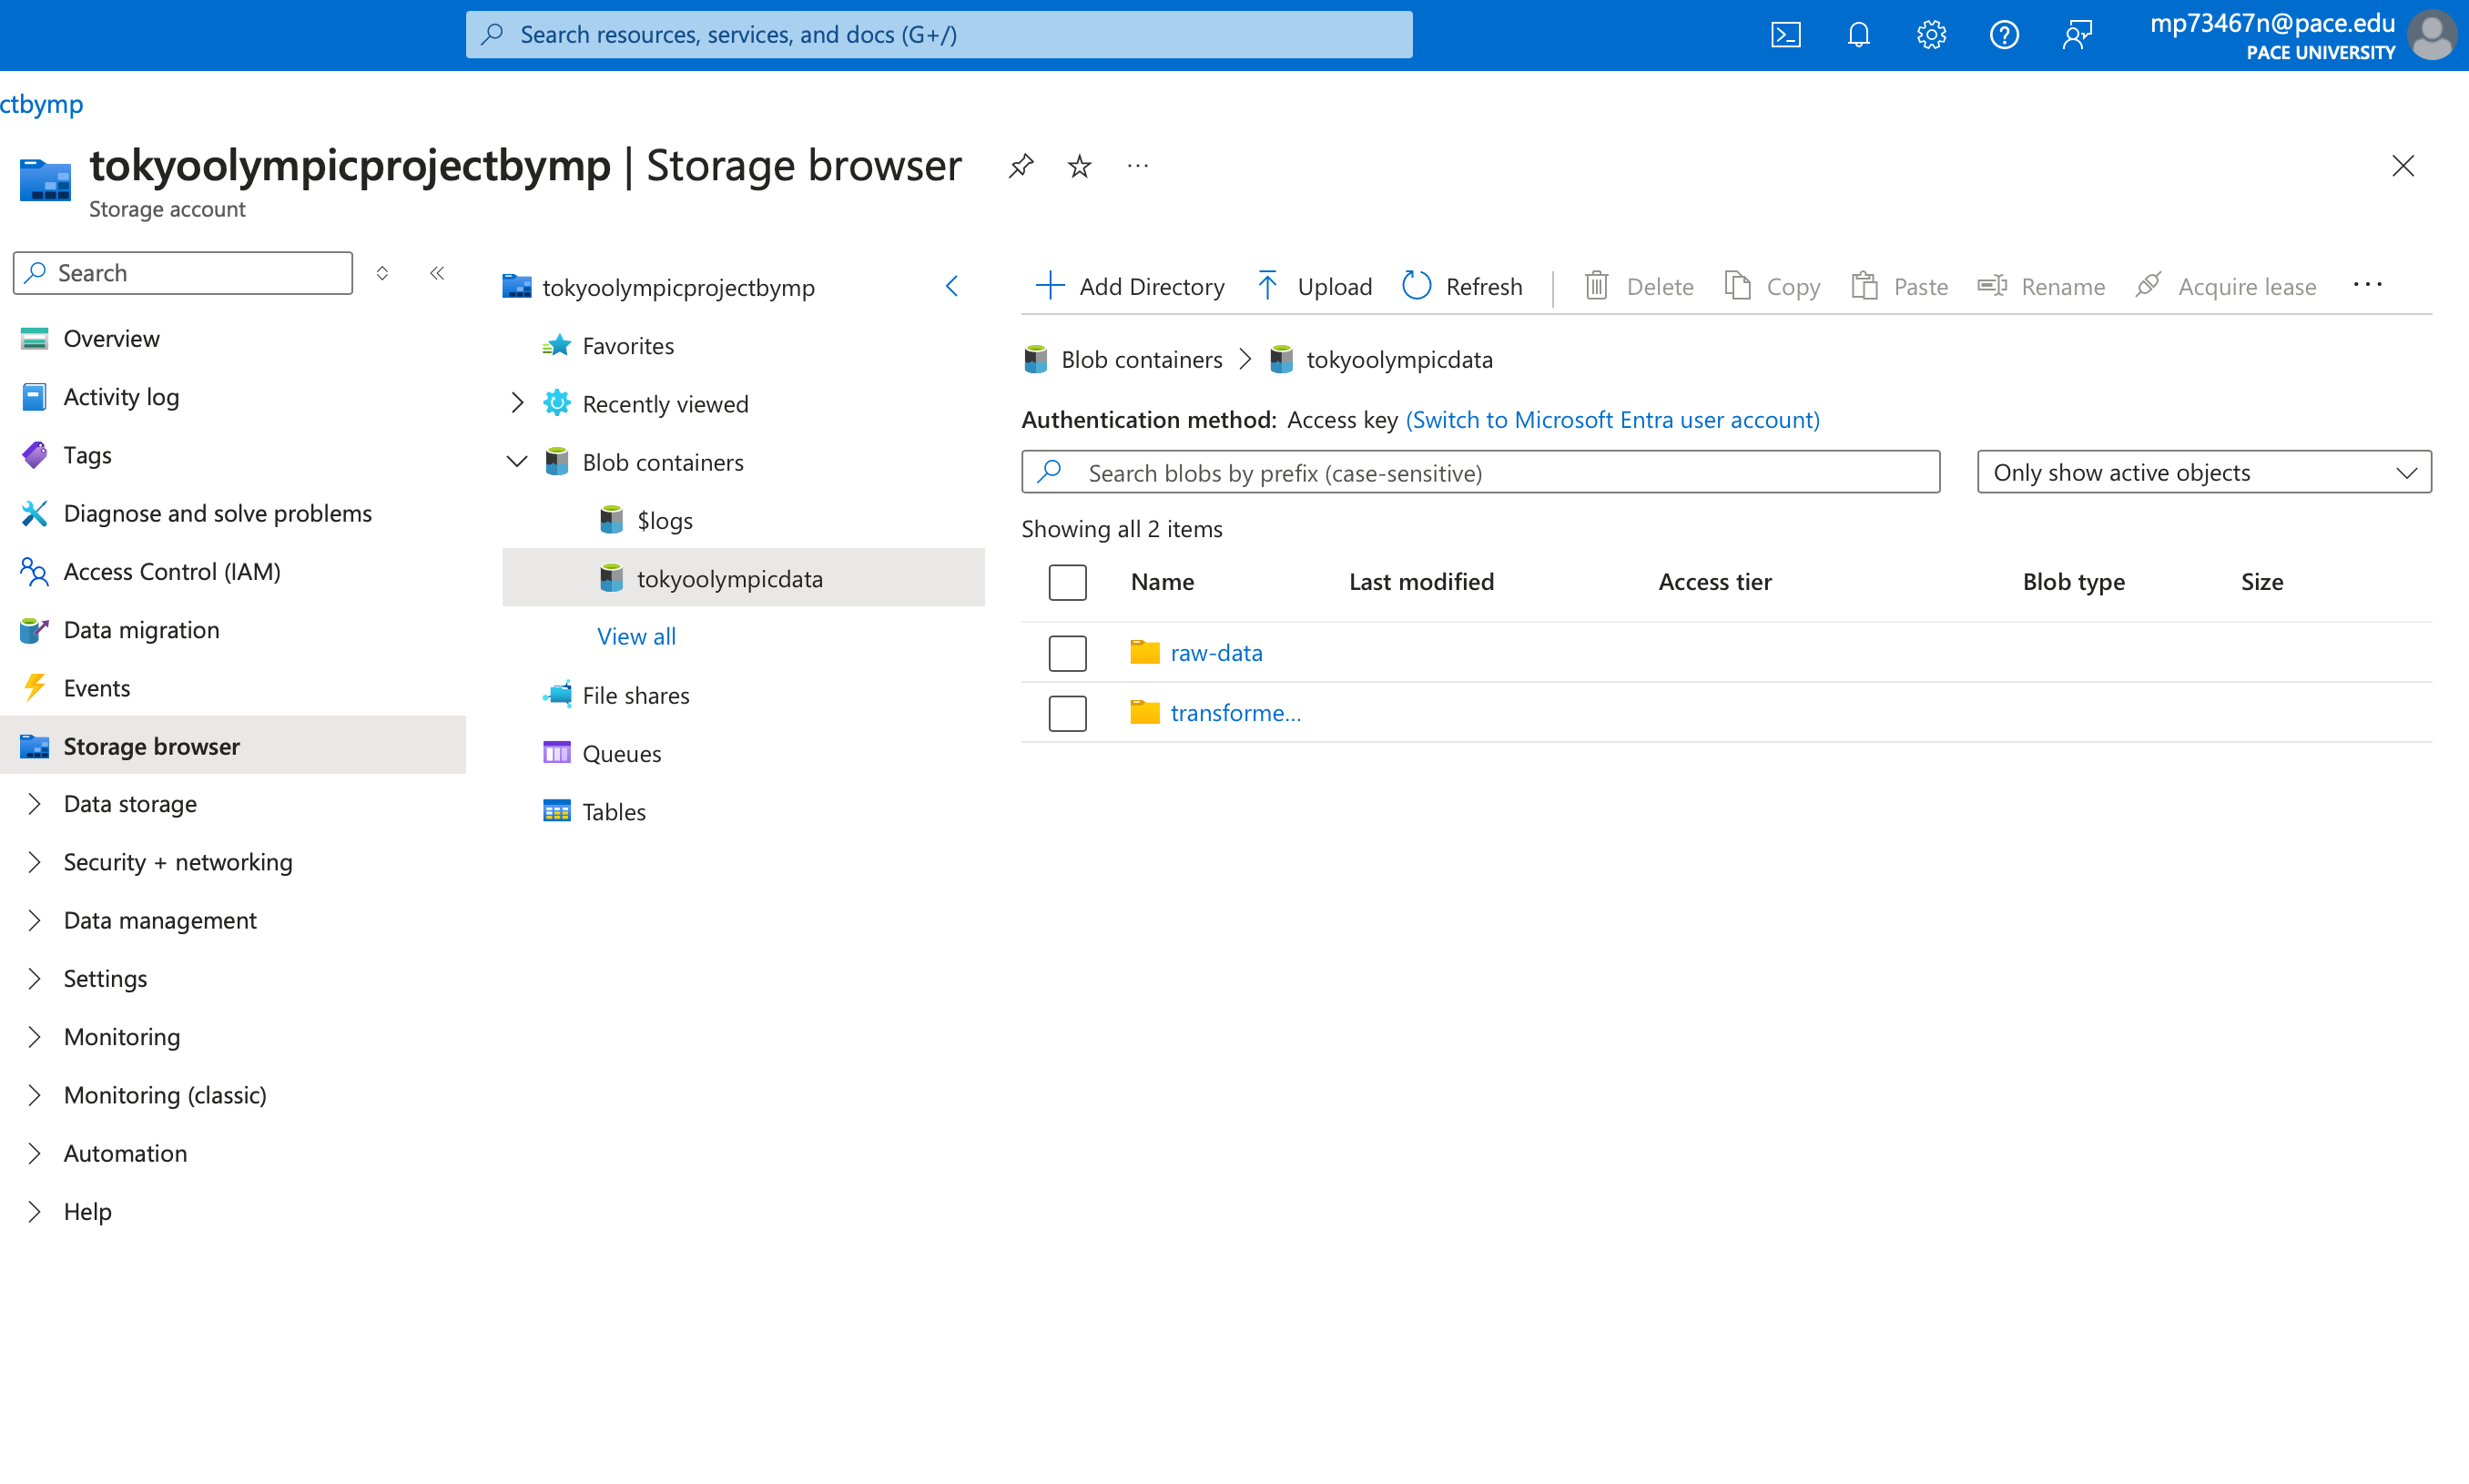 Search resources, services, and docs (G+/)
mp73467n@pace.edu
PACE UNIVERSITY
ctbymp
tokyoolympicprojectbymp | Storage browser
Storage account
Search
Overview
Activity log
Tags
Diagnose and solve problems
Access Control (IAM)
Data migration
Events
Storage browser
Data storage
Security + networking
Data management
Settings
Monitoring
Monitoring (classic)
Automation
Help
tokyoolympicprojectbymp
Favorites
Recently viewed
Blob containers
$logs
tokyoolympicdata
View all
File shares
Queues
Tables
Add Directory Upload Refresh Delete Copy Paste Rename Acquire lease ...
Blob containers > tokyoolympicdata
Authentication method: Access key (Switch to Microsoft Entra user account)
Search blobs by prefix (case-sensitive) Only show active objects
Showing all 2 items
Name Last modified Access tier Blob type Size
raw-data
transforme...